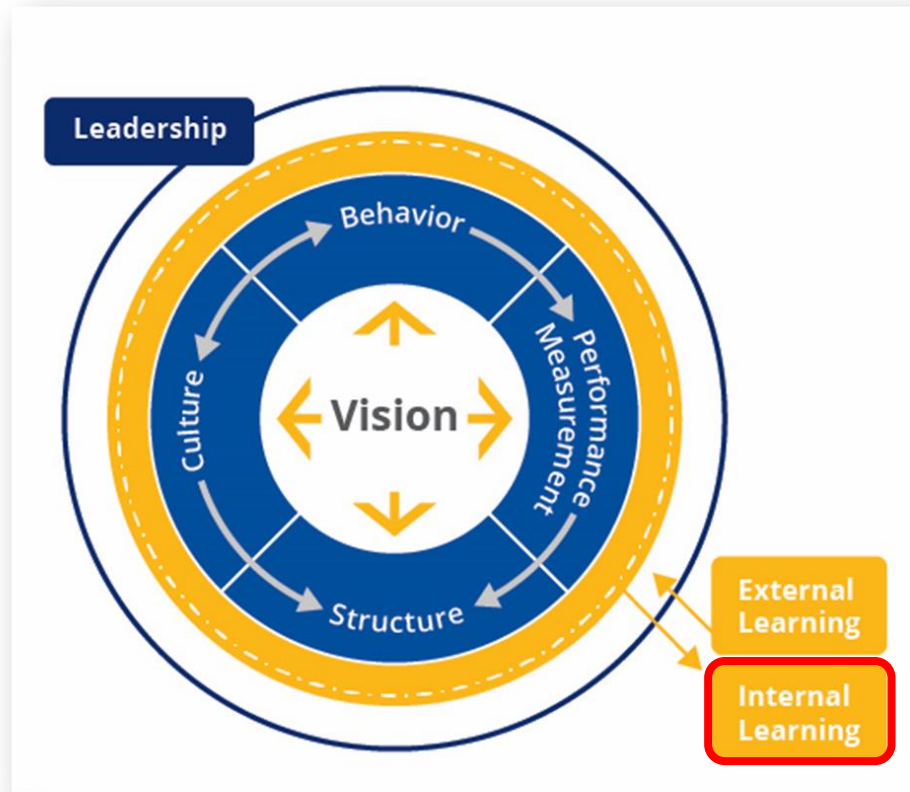 Leadership
Behavior
Performance
Measurement
Culture
Vision
Structure
External
Learning
Internal
Learning